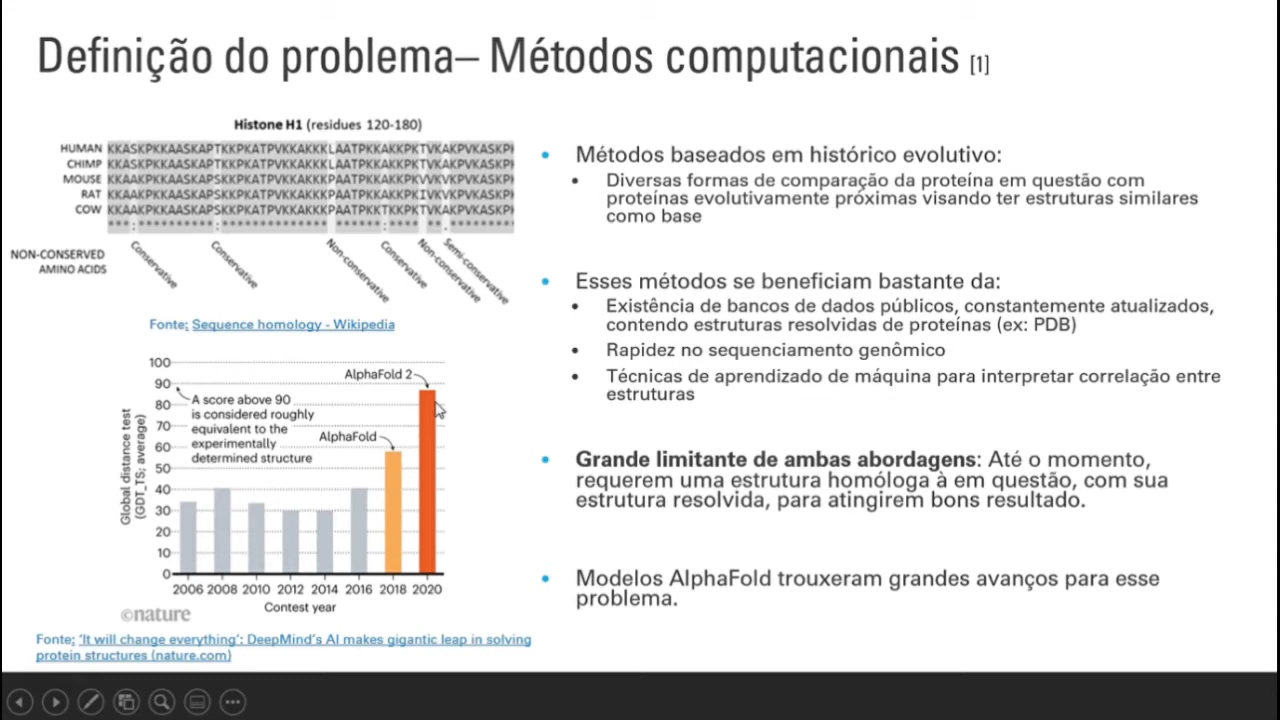 Definição do problema– Métodos computacionais [1]
Histone H1 (residues 120-180)
HUMAN KKASKPKKAASKAPTKKPKATPVKKAKKKLAATPKKAKKPKTVKAKPVKASKP
CHIMP KKASKPKKAASKAPTKKPKATPVKKAKKKLAATPKKAKKPKTVKAKPVKASKP
MOUSE KKAAKPKKAASKAPSKKPKATPVKKAKKKPAATPKKAKKPKVVKVKPVKASKP
RAT KKAAKPKKAASKAPSKKPKATPVKKAKKKPAATPKKAKKPKIVKVKPVKASKP
COW KKAAKPKKAASKAPSKKPKATPVKKAKKKPAATPKKTKKPKTVKAKPVKASKP
NON-CONSERVED
AMINO ACIDS
Conservative
Conservative
Non-conservative
Conservative
Non-conservative
Semi-conservative
Fonte: Sequence homology - Wikipedia
Global distance test
(GDT_TS; average)
100
90
80
70
60
50
40
30
20
10
0
A score above 90
is considered roughly
equivalent to the
experimentally
determined structure
AlphaFold 2
AlphaFold
2006 2008 2010 2012 2014 2016 2018 2020
Contest year
©nature
Fonte: 'It will change everything': DeepMind's AI makes gigantic leap in solving
protein structures (nature.com)
• Métodos baseados em histórico evolutivo:
• Diversas formas de comparação da proteína em questão com
proteínas evolutivamente próximas visando ter estruturas similares
como base
• Esses métodos se beneficiam bastante da:
• Existência de bancos de dados públicos, constantemente atualizados,
contendo estruturas resolvidas de proteínas (ex: PDB)
• Rapidez no sequenciamento genômico
• Técnicas de aprendizado de máquina para interpretar correlação entre
estruturas
• Grande limitante de ambas abordagens: Até o momento,
requerem uma estrutura homóloga à em questão, com sua
estrutura resolvida, para atingirem bons resultado.
• Modelos AlphaFold trouxeram grandes avanços para esse
problema.